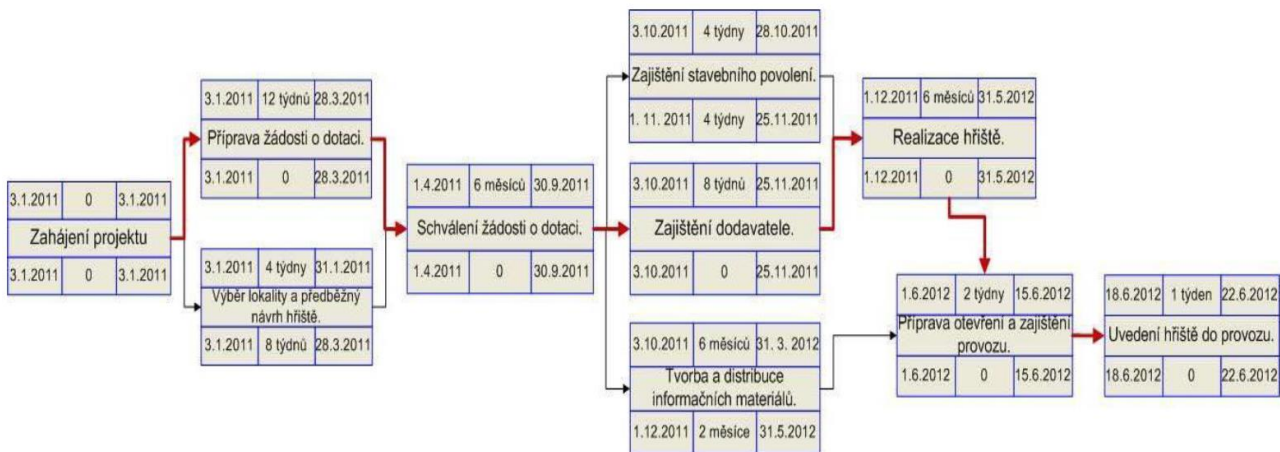 3.1.2011 0 3.1.2011
Zahájení projektu
3.1.2011 0 3.1.2011
3.1.2011 12 týdnů 28.3.2011
Příprava žádosti o dotaci.
3.1.2011 0 28.3.2011
3.1.2011 4 týdny 31.1.2011
Výběr lokality a předběžný
návrh hřiště.
3.1.2011 8 týdnů 28.3.2011
1.4.2011 6 měsíců 30.9.2011
Schválení žádosti o dotaci.
1.4.2011 0 30.9.2011
3.10.2011 4 týdny 28.10.2011
Zajištění stavebního povolení.
1. 11. 2011 4 týdny 25.11.2011
3.10.2011 8 týdnů 25.11.2011
Zajištění dodavatele.
3.10.2011 0 25.11.2011
3.10.2011 6 měsíců 31. 3. 2012
Tvorba a distribuce
informačních materiálů.
1.12.2011 2 měsíce 31.5.2012
1.12.2011 6 měsíců 31.5.2012
Realizace hřiště.
1.12.2011 0 31.5.2012
1.6.2012 2 týdny 15.6.2012
Příprava otevření a zajištění
provozu.
1.6.2012 0 15.6.2012
18.6.2012 1 týden 22.6.2012
Uvedení hřiště do provozu.
18.6.2012 0 22.6.2012